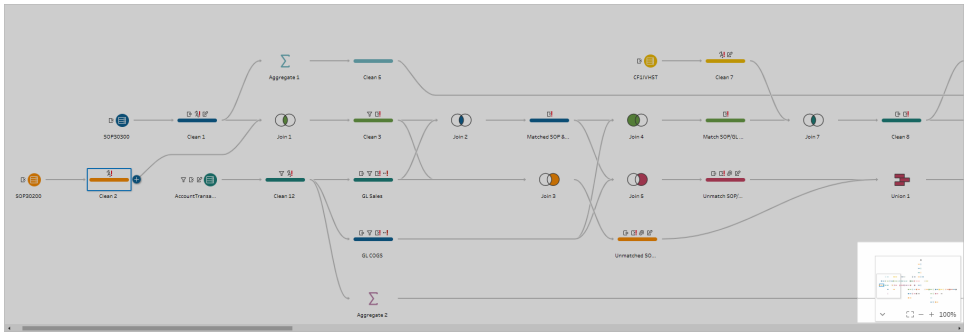 Aggregate 1
Clean 5
CFIIVHST
Clean 7
SOP30300
Clean 1
Join 1
Clean 3
Join 2
Matched SOP &...
Join 4
Match SOP/GL ...
Join 7
Clean 8
SOP30200
Clean 2
AccountTransa...
Clean 12
GL Sales
Join 3
Join 5
Unmatch SOP/...
Union 1
GL COGS
Unmatched SO...
Aggregate 2
100%